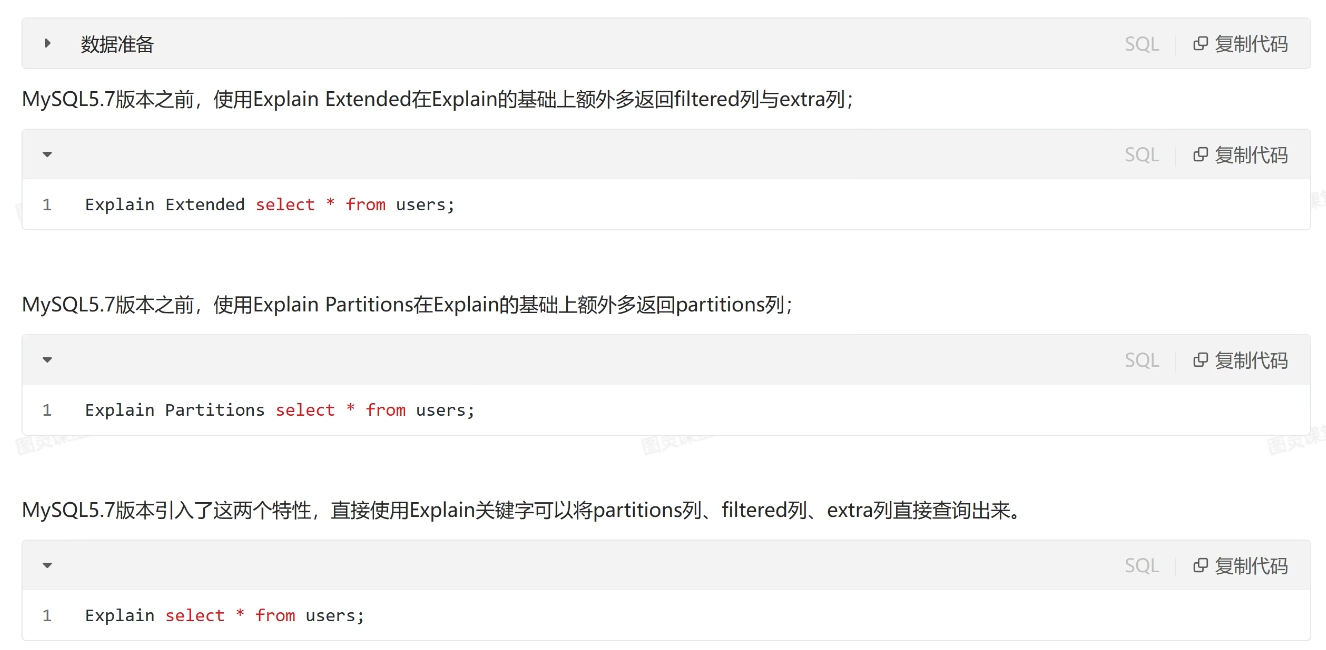 数据准备
SQL 复制代码
MySQL5.7版本之前，使用Explain Extended在Explain的基础上额外多返回filtered列与extra列；
SQL 复制代码
1 Explain Extended select * from users;
MySQL5.7版本之前，使用Explain Partitions在Explain的基础上额外多返回partitions列；
SQL 复制代码
1 Explain Partitions select * from users;
MySQL5.7版本引入了这两个特性，直接使用Explain关键字可以将partitions列、filtered列、extra列直接查询出来。
SQL 复制代码
1 Explain select * from users;